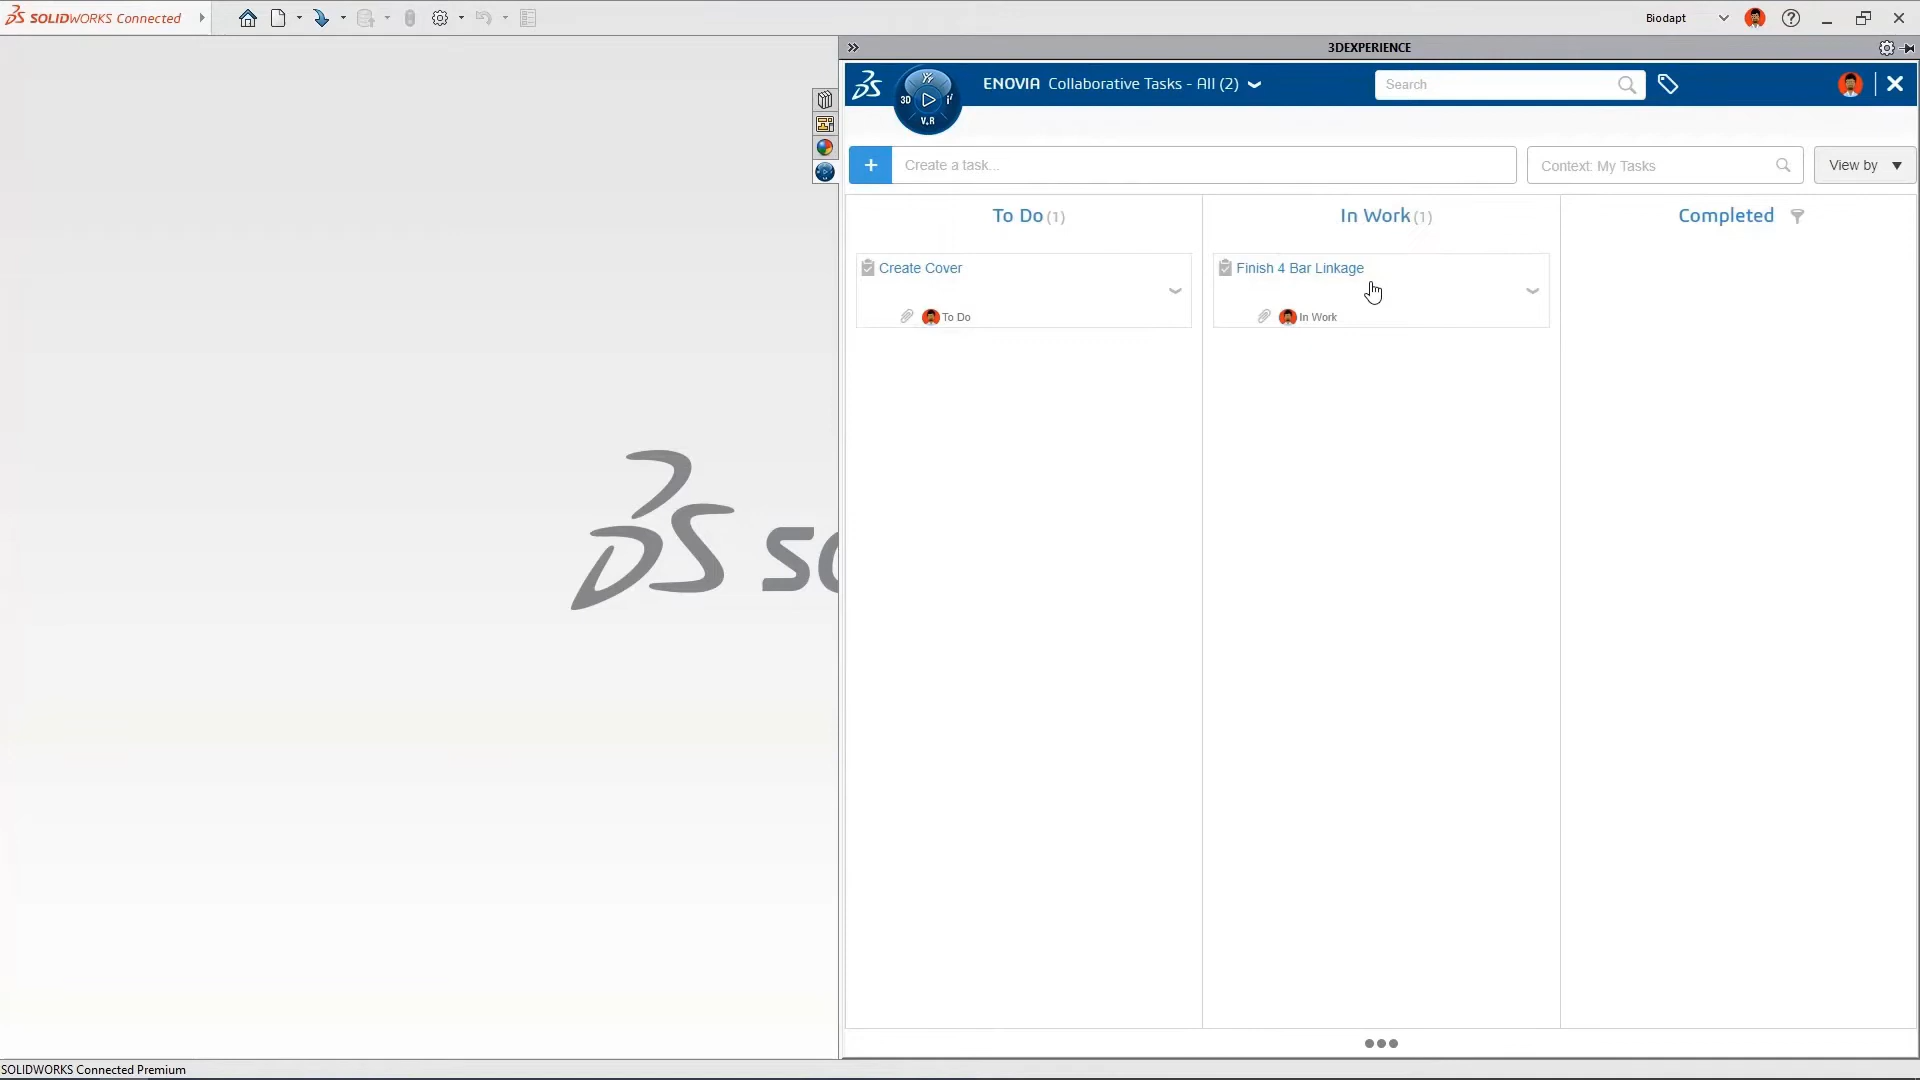 SOLIDWORKS Connected
Biodapt
3DEXPERIENCE
3D
V.R
ENOVIA Collaborative Tasks - All (2)
Search
Create a task...
Context: My Tasks
View by
To Do (1)
In Work (1)
Completed
Create Cover
To Do
Finish 4 Bar Linkage
In Work
SOLIDWORKS Connected Premium